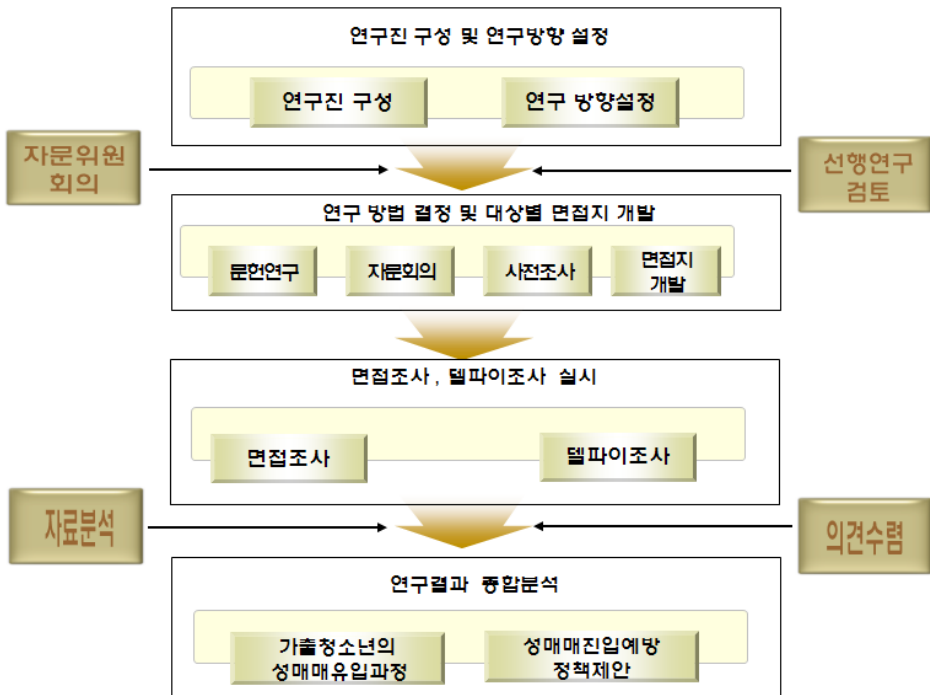 연구진 구성 및 연구방향 설정
연구진 구성
연구 방향설정
자문위원
회의
선행연구
검토
연구 방법 결정 및 대상별 면접지 개발
문헌연구
자문회의
사전조사
면접지
개발
면접조사 , 델파이조사 실시
면접조사
델파이조사
자료분석
의견수렴
연구결과 종합분석
가출청소년의
성매매유입과정
성매매진입예방
정책제안